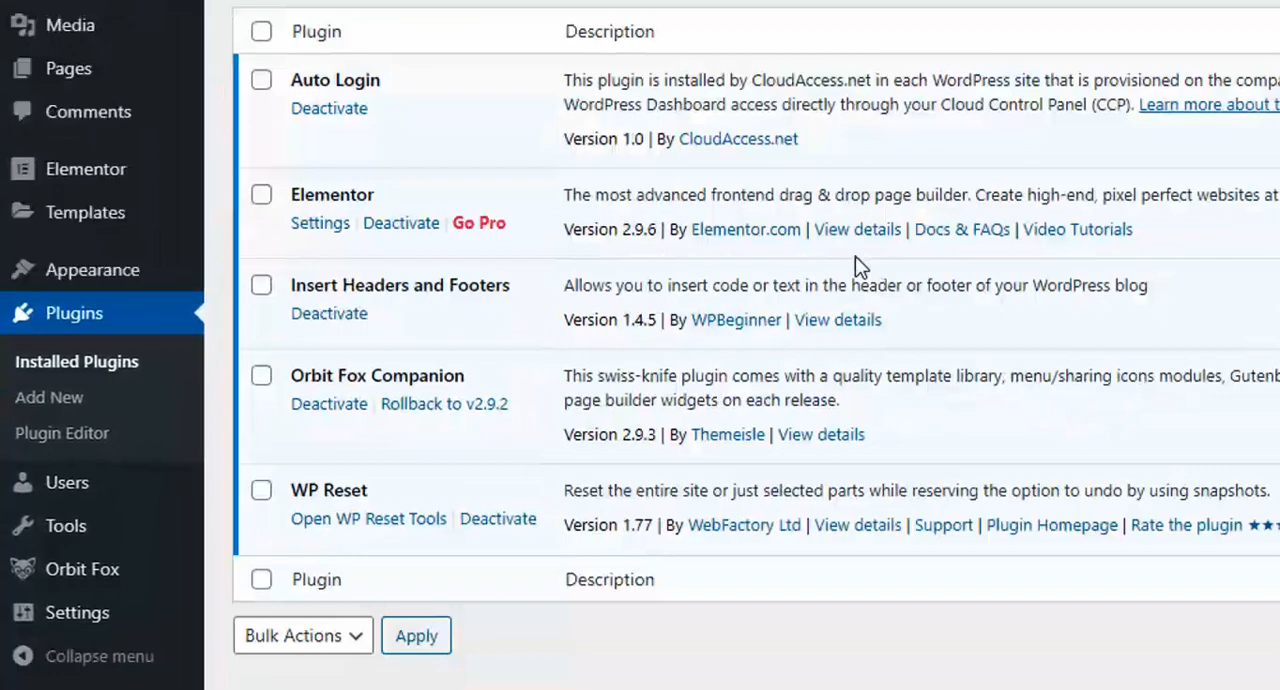 Media
Pages
Comments
Elementor
Templates
Appearance
Plugins
Installed Plugins
Add New
Plugin Editor
Users
Tools
Orbit Fox
Settings
Collapse menu
Plugin Description
Auto Login
Deactivate
This plugin is installed by CloudAccess.net in each WordPress site that is provisioned on the
WordPress Dashboard access directly through your Cloud Control Panel (CCP). Learn more about
Version 1.0 | By CloudAccess.net
Elementor
Settings | Deactivate | Go Pro
The most advanced frontend drag & drop page builder. Create high-end, pixel perfect websites at
Version 2.9.6 | By Elementor.com | View details | Docs & FAQs | Video Tutorials
Insert Headers and Footers
Deactivate
Allows you to insert code or text in the header or footer of your WordPress blog
Version 1.4.5 | By WPBeginner | View details
Orbit Fox Companion
Deactivate | Rollback to v2.9.2
This swiss-knife plugin comes with a quality template library, menu/sharing icons modules,
page builder widgets on each release.
Version 2.9.3 | By Themeisle | View details
WP Reset
Open WP Reset Tools | Deactivate
Reset the entire site or just selected parts while reserving the option to undo by using snapshots.
Version 1.77 | By WebFactory Ltd | View details | Support | Plugin Homepage | Rate the plugin ★★
Plugin Description
Bulk Actions
Apply